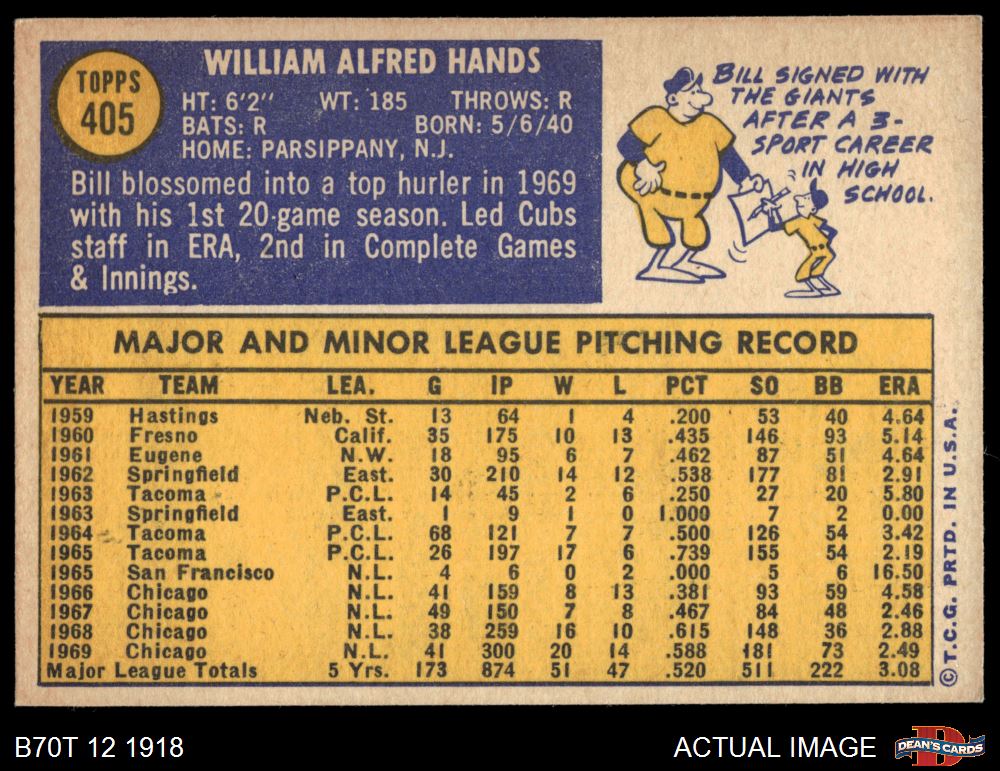 TOPPS
405
WILLIAM ALFRED HANDS
HT: 6'2" WT: 185 THROWS: R
BATS: R BORN: 5/6/40
HOME: PARSIPPANY, N.J.
Bill blossomed into a top hurler in 1969
with his 1st 20-game season. Led Cubs
staff in ERA, 2nd in Complete Games
& Innings.
BILL SIGNED WITH
THE GIANTS
AFTER A 3-
SPORT CAREER
IN HIGH
SCHOOL.
MAJOR AND MINOR LEAGUE PITCHING RECORD
YEAR TEAM LEA. G IP W L PCT SO BB ERA
1959 Hastings Neb. St. 13 64 1 4 .200 53 40 4.64
1960 Fresno Calif. 35 175 10 13 .435 146 93 5.14
1961 Eugene N.W. 18 95 6 7 .462 87 51 4.64
1962 Springfield East. 30 210 14 12 .538 177 81 2.91
1963 Tacoma P.C.L. 14 45 2 6 .250 27 20 5.80
1963 Springfield East. 1 9 1 0 1.000 7 2 0.00
1964 Tacoma P.C.L. 68 121 7 7 .500 126 54 3.42
1965 Tacoma P.C.L. 26 197 17 6 .739 155 54 2.19
1965 San Francisco N.L. 4 6 0 2 .000 5 6 16.50
1966 Chicago N.L. 41 159 8 13 .381 93 59 4.58
1967 Chicago N.L. 49 150 7 8 .467 84 48 2.46
1968 Chicago N.L. 38 259 16 10 .615 148 36 2.88
1969 Chicago N.L. 41 300 20 14 .588 181 73 2.49
Major League Totals 5 Yrs. 173 874 51 47 .520 511 222 3.08
©T.C.G. PRTD. IN U.S.A.
B70T 12 1918
ACTUAL IMAGE
D
DEAN'S CARDS